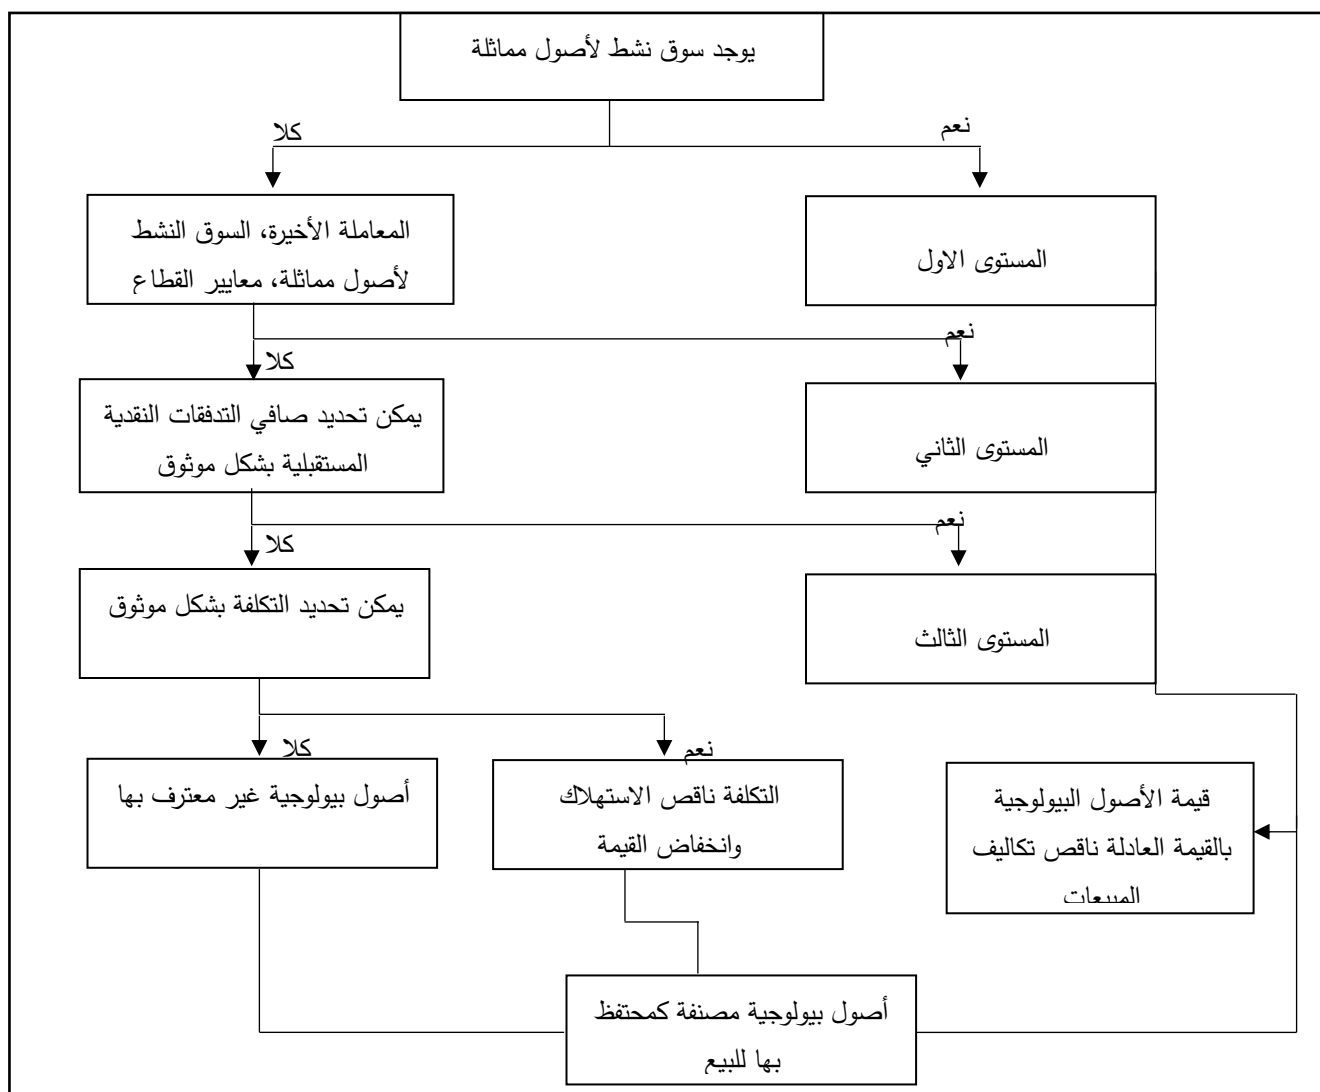 يوجد سوق نشط لأصول مماثلة
نعم
كلا
المستوى الاول
المعاملة الأخيرة، السوق النشط
لأصول مماثلة، معايير القطاع
نعم
كلا
المستوى الثاني
يمكن تحديد صافي التدفقات النقدية
المستقبلية بشكل موثوق
نعم
كلا
المستوى الثالث
يمكن تحديد التكلفة بشكل موثوق
نعم
كلا
قيمة الأصول البيولوجية
بالقيمة العادلة ناقص تكاليف
المبيعات
التكلفة ناقص الاستهلاك
وانخفاض القيمة
أصول بيولوجية غير معترف بها
أصول بيولوجية مصنفة كمحتفظ
بها للبيع